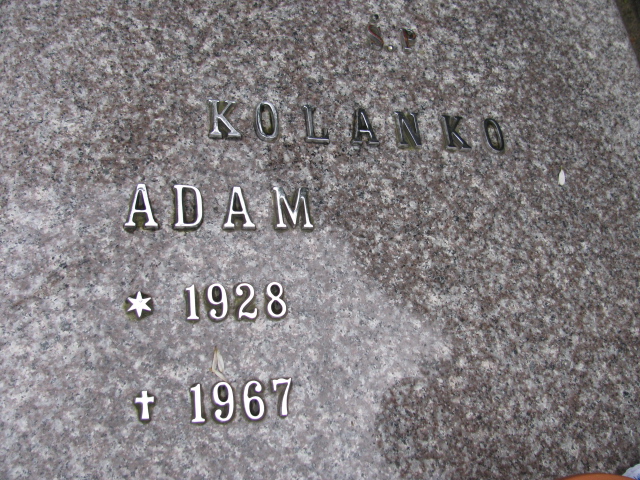 Ś.P
KOLANKO
ADAM
* 1928
✝ 1967